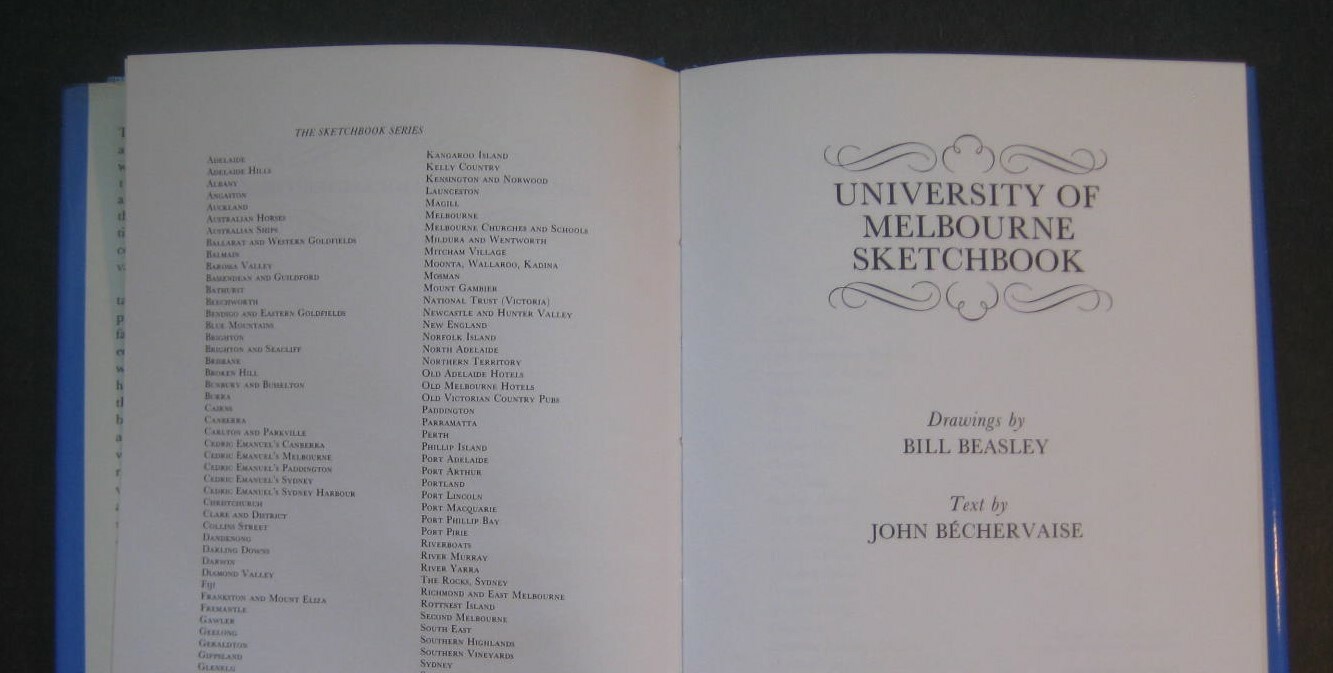 THE SKETCHBOOK SERIES
ADELAIDE
ADELAIDE HILLS
ALBANY
ANGASTON
AUCKLAND
AUSTRALIAN HORSES
AUSTRALIAN SHIPS
BALLARAT AND WESTERN GOLDFIELDS
BALMAIN
BAROSSA VALLEY
BASSENDEAN AND GUILDFORD
BATHURST
BEECHWORTH
BENDIGO AND EASTERN GOLDFIELDS
BLUE MOUNTAINS
BRIGHTON
BRIGHTON AND SEACLIFF
BRISBANE
BROKEN HILL
BUNBURY AND BUSSELTON
BURRA
CAIRNS
CANBERRA
CARLTON AND PARKVILLE
CEDRIC EMANUEL'S CANBERRA
CEDRIC EMANUEL'S MELBOURNE
CEDRIC EMANUEL'S PADDINGTON
CEDRIC EMANUEL'S SYDNEY
CEDRIC EMANUEL'S SYDNEY HARBOUR
CHRISTCHURCH
CLARE AND DISTRICT
COLLINS STREET
DANDENONG
DARLING DOWNS
DARWIN
DIAMOND VALLEY
FIJI
FRANKSTON AND MOUNT ELIZA
FREMANTLE
GAWLER
GEELONG
GERALDTON
GIPPSLAND
GLENELG
KANGAROO ISLAND
KELLY COUNTRY
KENSINGTON AND NORWOOD
LAUNCESTON
MAGILL
MELBOURNE
MELBOURNE CHURCHES AND SCHOOLS
MILDURA AND WENTWORTH
MITCHAM VILLAGE
MOONTA, WALLAROO, KADINA
MOSMAN
MOUNT GAMBIER
NATIONAL TRUST (VICTORIA)
NEWCASTLE AND HUNTER VALLEY
NEW ENGLAND
NORFOLK ISLAND
NORTH ADELAIDE
NORTHERN TERRITORY
OLD ADELAIDE HOTELS
OLD MELBOURNE HOTELS
OLD VICTORIAN COUNTRY PUBS
PADDINGTON
PARRAMATTA
PERTH
PHILLIP ISLAND
PORT ADELAIDE
PORT ARTHUR
PORTLAND
PORT LINCOLN
PORT MACQUARIE
PORT PHILLIP BAY
PORT PIRIE
RIVERBOATS
RIVER MURRAY
RIVER YARRA
THE ROCKS, SYDNEY
RICHMOND AND EAST MELBOURNE
ROTTNEST ISLAND
SECOND MELBOURNE
SOUTH EAST
SOUTHERN HIGHLANDS
SOUTHERN VINEYARDS
SYDNEY
UNIVERSITY OF
MELBOURNE
SKETCHBOOK
Drawings by
BILL BEASLEY
Text by
JOHN BÉCHERVAISE